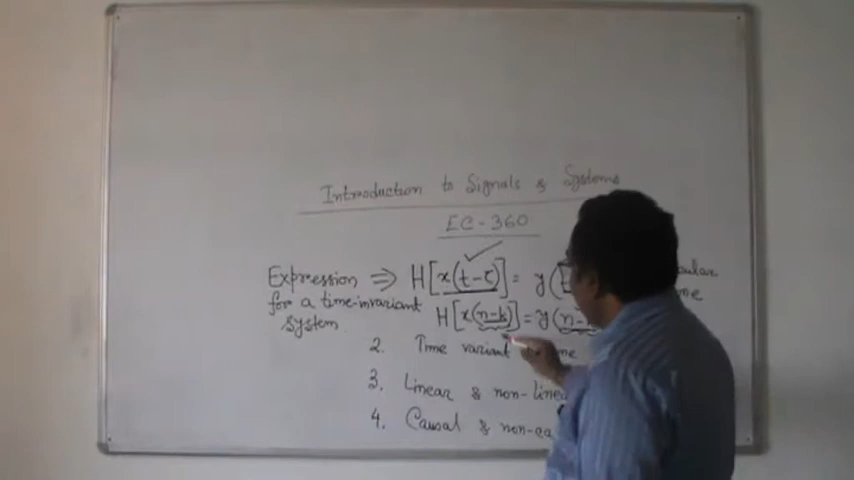 Introduction to Signals & Systems
EC-360
Expression ⇒ H[x(t-τ)] = y(
for a time-invariant H[x(n-k)] = y(n-
system
2. Time variant
3. Linear & non-linea
4. Causal & non-ca